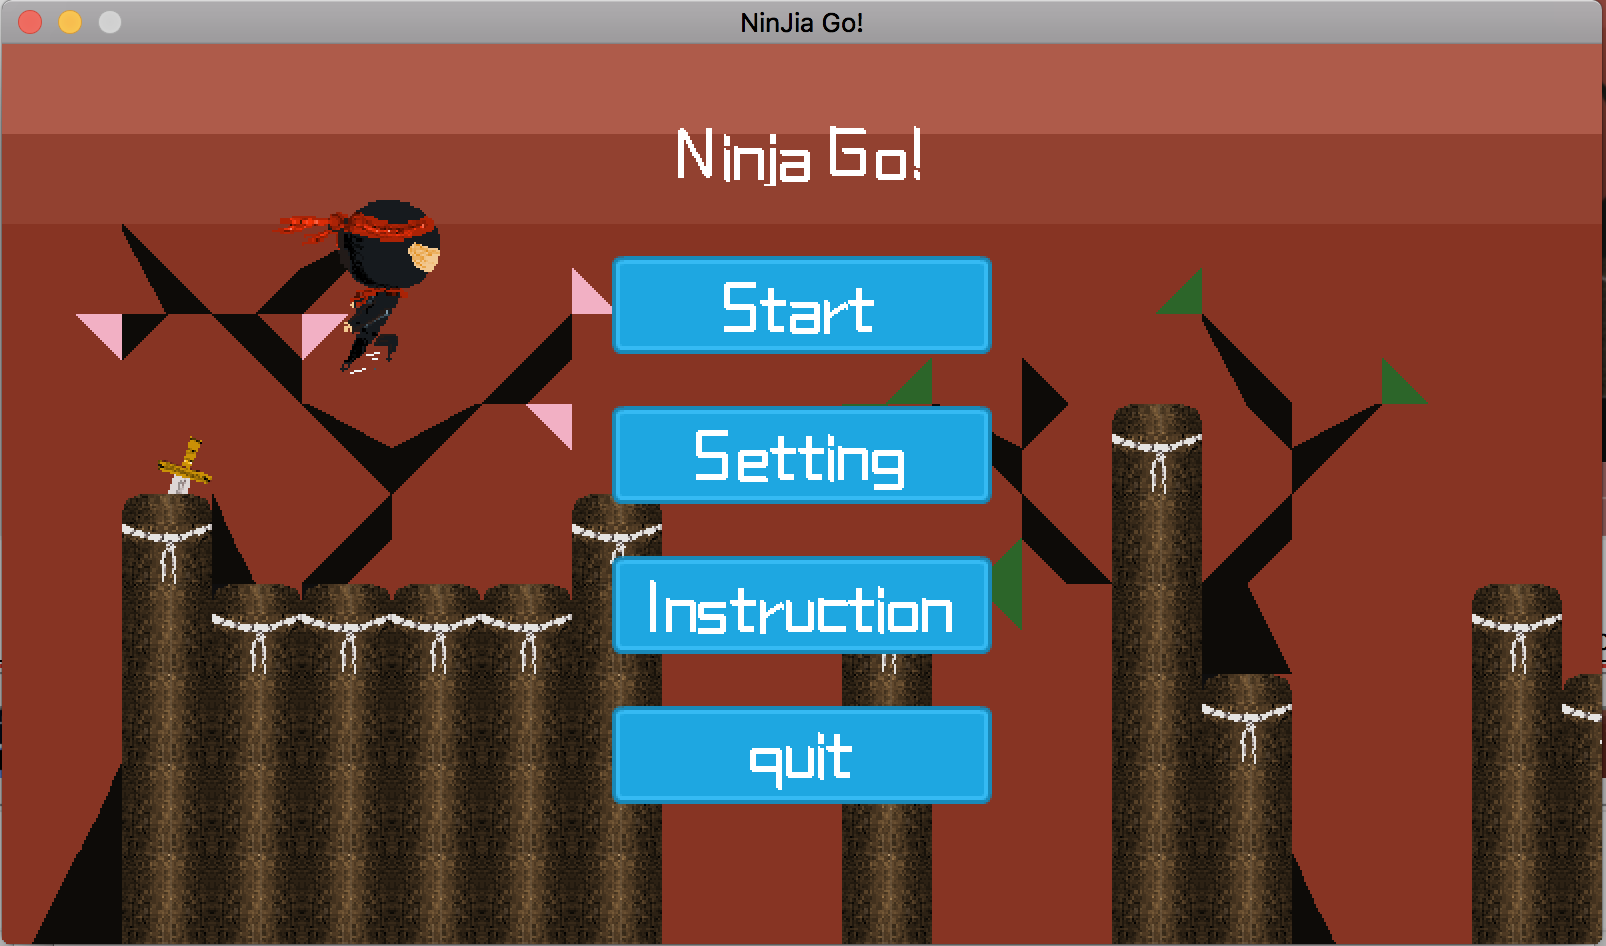 NinJia Go!
Ninja Go!
Start
Setting
Instruction
quit